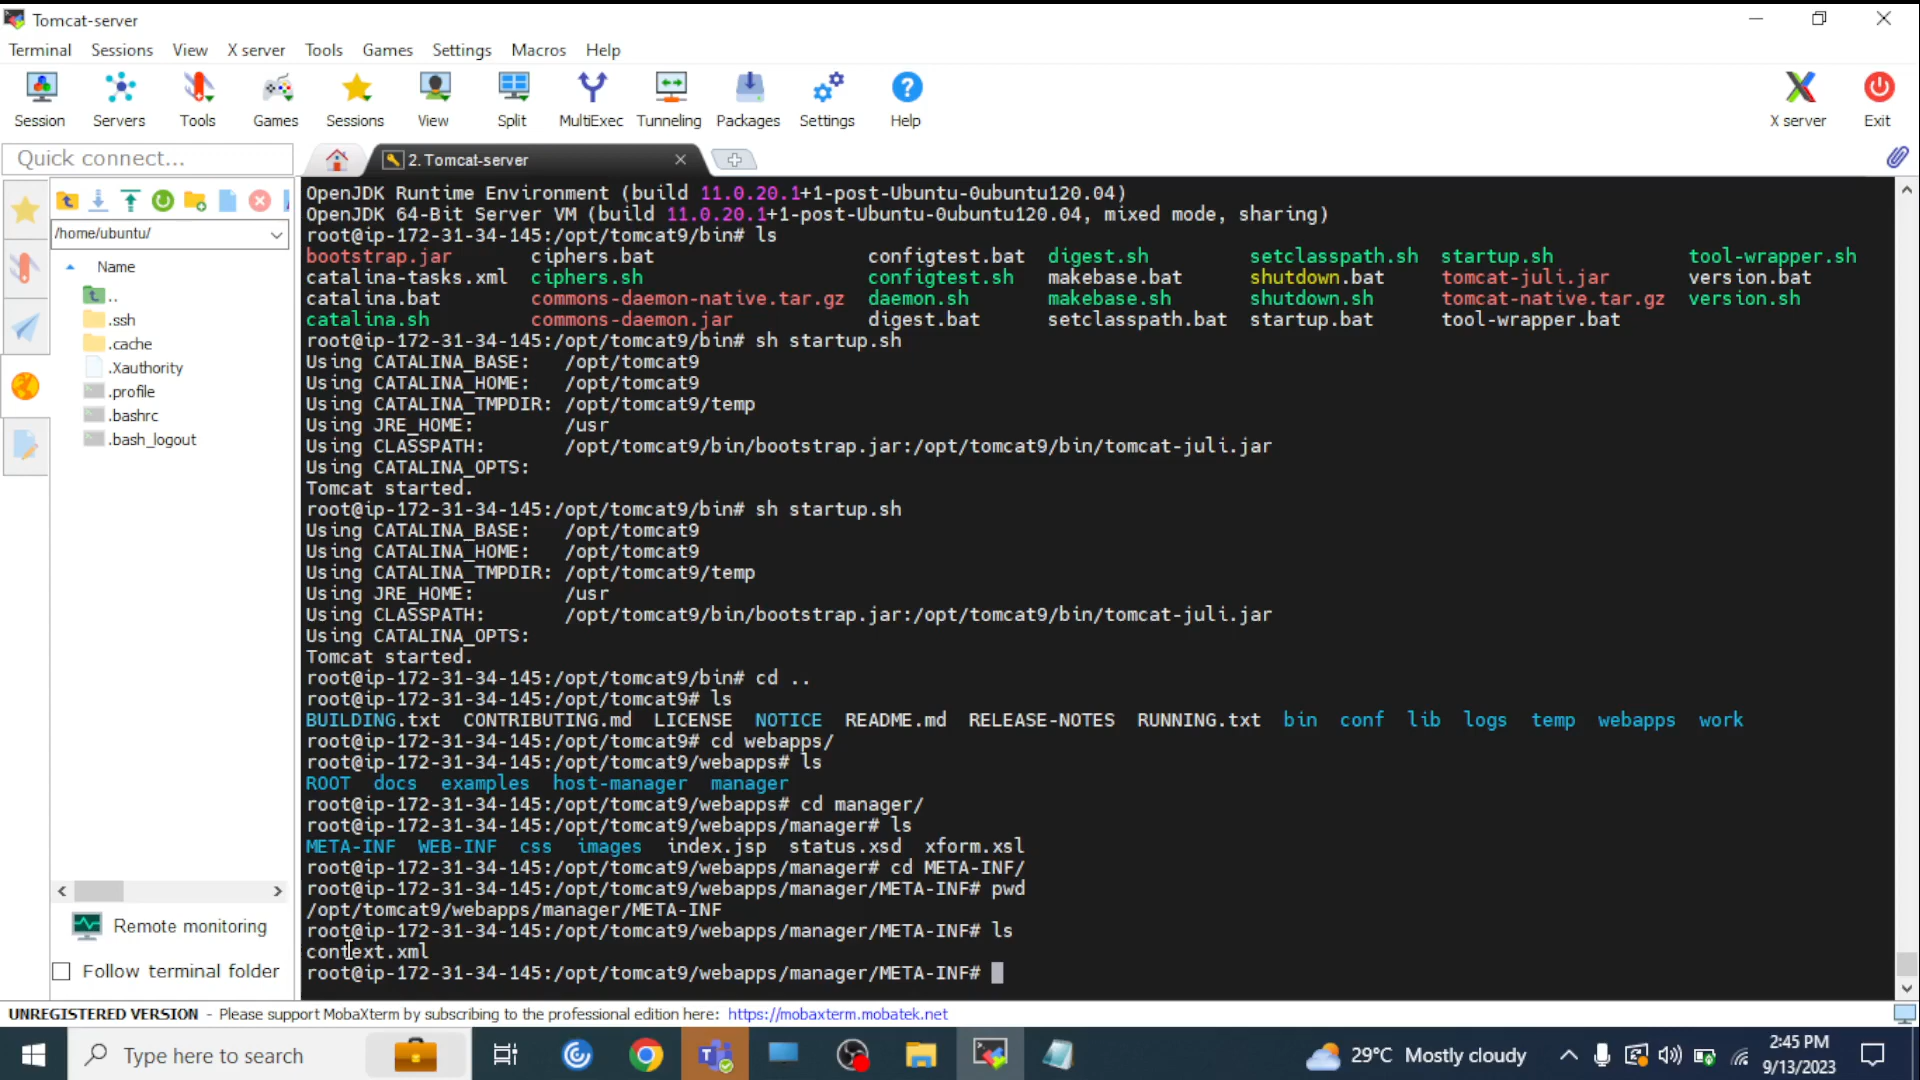 Tomcat-server
Terminal Sessions View X server Tools Games Settings Macros Help
Session Servers Tools Games Sessions View Split MultiExec Tunneling Packages Settings Help X server Exit
Quick connect...
2. Tomcat-server
/home/ubuntu/
Name
..
.ssh
.cache
.Xauthority
.profile
.bashrc
.bash_logout
Remote monitoring
Follow terminal folder
OpenJDK Runtime Environment (build 11.0.20.1+1-post-Ubuntu-0ubuntu120.04)
OpenJDK 64-Bit Server VM (build 11.0.20.1+1-post-Ubuntu-0ubuntu120.04, mixed mode, sharing)
root@ip-172-31-34-145:/opt/tomcat9/bin# ls
bootstrap.jar ciphers.bat configtest.bat digest.sh setclasspath.sh startup.sh tool-wrapper.sh
catalina-tasks.xml ciphers.sh configtest.sh makebase.bat shutdown.bat tomcat-juli.jar version.bat
catalina.bat commons-daemon-native.tar.gz daemon.sh makebase.sh shutdown.sh tomcat-native.tar.gz version.sh
catalina.sh commons-daemon.jar digest.bat setclasspath.bat startup.bat tool-wrapper.bat
root@ip-172-31-34-145:/opt/tomcat9/bin# sh startup.sh
Using CATALINA_BASE: /opt/tomcat9
Using CATALINA_HOME: /opt/tomcat9
Using CATALINA_TMPDIR: /opt/tomcat9/temp
Using JRE_HOME: /usr
Using CLASSPATH: /opt/tomcat9/bin/bootstrap.jar:/opt/tomcat9/bin/tomcat-juli.jar
Using CATALINA_OPTS:
Tomcat started.
root@ip-172-31-34-145:/opt/tomcat9/bin# sh startup.sh
Using CATALINA_BASE: /opt/tomcat9
Using CATALINA_HOME: /opt/tomcat9
Using CATALINA_TMPDIR: /opt/tomcat9/temp
Using JRE_HOME: /usr
Using CLASSPATH: /opt/tomcat9/bin/bootstrap.jar:/opt/tomcat9/bin/tomcat-juli.jar
Using CATALINA_OPTS:
Tomcat started.
root@ip-172-31-34-145:/opt/tomcat9/bin# cd ..
root@ip-172-31-34-145:/opt/tomcat9# ls
BUILDING.txt CONTRIBUTING.md LICENSE NOTICE README.md RELEASE-NOTES RUNNING.txt bin conf lib logs temp webapps work
root@ip-172-31-34-145:/opt/tomcat9# cd webapps/
root@ip-172-31-34-145:/opt/tomcat9/webapps# ls
ROOT docs examples host-manager manager
root@ip-172-31-34-145:/opt/tomcat9/webapps# cd manager/
root@ip-172-31-34-145:/opt/tomcat9/webapps/manager# ls
META-INF WEB-INF css images index.jsp status.xsd xform.xsl
root@ip-172-31-34-145:/opt/tomcat9/webapps/manager# cd META-INF/
root@ip-172-31-34-145:/opt/tomcat9/webapps/manager/META-INF# pwd
/opt/tomcat9/webapps/manager/META-INF
root@ip-172-31-34-145:/opt/tomcat9/webapps/manager/META-INF# ls
context.xml
root@ip-172-31-34-145:/opt/tomcat9/webapps/manager/META-INF#
UNREGISTERED VERSION - Please support MobaXterm by subscribing to the professional edition here: https://mobaxterm.mobatek.net
Type here to search
29°C Mostly cloudy
2:45 PM
9/13/2023